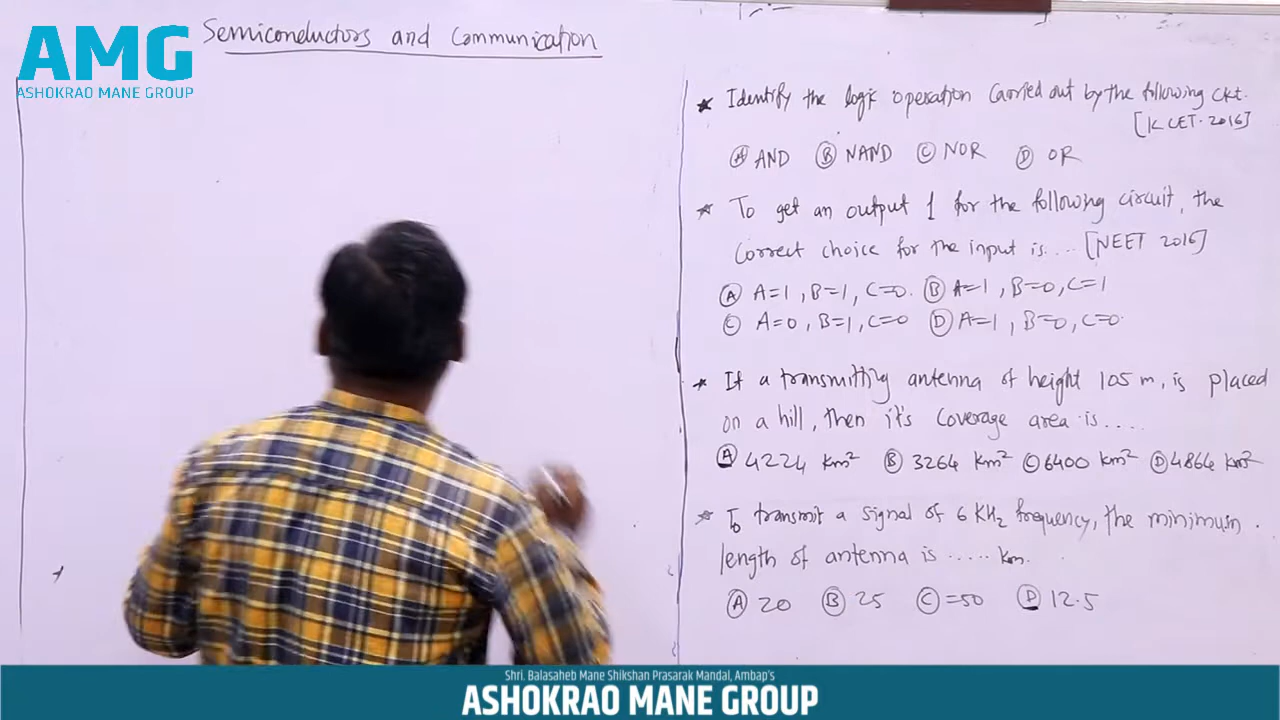 AMG
ASHOKRAO MANE GROUP
Semiconductors and Communication
* Identify the logic operation carried out by the following ckt.
[KCET-2016]
(A) AND (B) NAND (C) NOR (D) OR
* To get an output 1 for the following circuit, the
correct choice for the input is.... [NEET 2016]
(A) A=1, B=1, C=0. (B) A=1, B=0, C=1
(C) A=0, B=1, C=0 (D) A=1, B=0, C=0.
* If a transmitting antenna of height 105 m, is placed
on a hill, then it's coverage area is....
(A) 4224 Km² (B) 3264 Km² (C) 6400 Km² (D) 4864 Km²
* To transmit a signal of 6 KHz frequency, the minimum
length of antenna is ..... km.
(A) 20 (B) 25 (C) =50 (D) 12.5
Shri. Balasaheb Mane Shikshan Prasarak Mandal, Ambap's
ASHOKRAO MANE GROUP